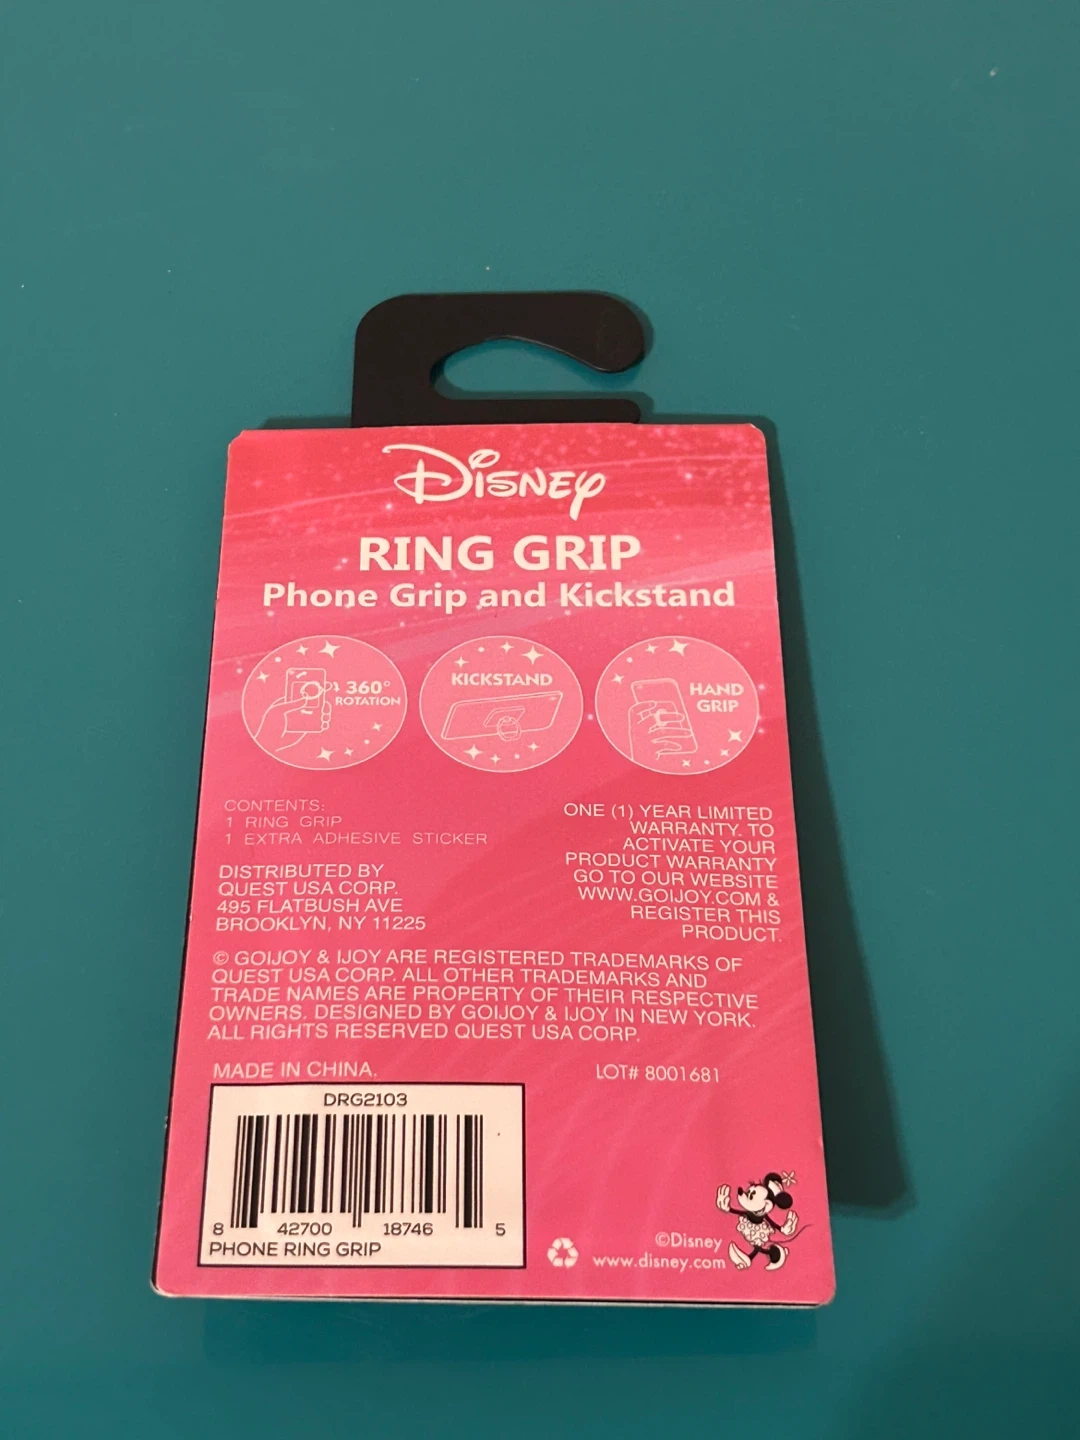 Disney
RING GRIP
Phone Grip and Kickstand
360°
ROTATION
KICKSTAND
HAND
GRIP
CONTENTS:
1 RING GRIP
1 EXTRA ADHESIVE STICKER
DISTRIBUTED BY
QUEST USA CORP.
495 FLATBUSH AVE
BROOKLYN, NY 11225
ONE (1) YEAR LIMITED
WARRANTY. TO
ACTIVATE YOUR
PRODUCT WARRANTY
GO TO OUR WEBSITE
WWW.GOIJOY.COM &
REGISTER THIS
PRODUCT.
© GOIJOY & IJOY ARE REGISTERED TRADEMARKS OF
QUEST USA CORP. ALL OTHER TRADEMARKS AND
TRADE NAMES ARE PROPERTY OF THEIR RESPECTIVE
OWNERS. DESIGNED BY GOIJOY & IJOY IN NEW YORK.
ALL RIGHTS RESERVED QUEST USA CORP.
MADE IN CHINA.
LOT# 8001681
DRG2103
8 42700 18746 5
PHONE RING GRIP
©Disney
www.disney.com